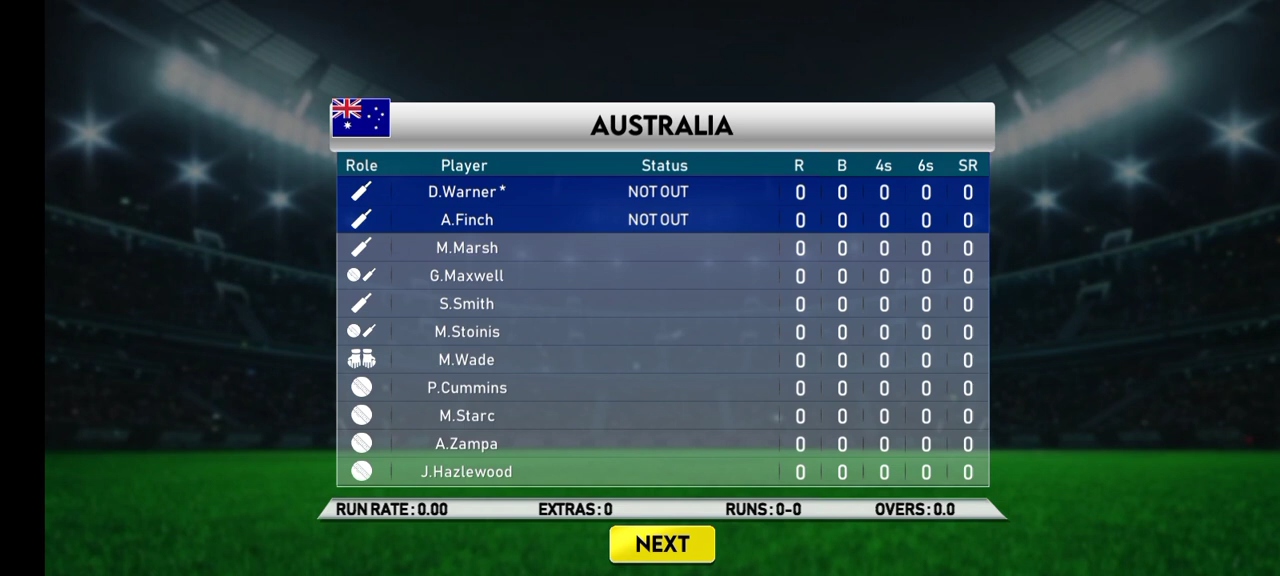 AUSTRALIA
Role Player Status R B 4s 6s SR
D.Warner * NOT OUT 0 0 0 0 0
A.Finch NOT OUT 0 0 0 0 0
M.Marsh 0 0 0 0 0
G.Maxwell 0 0 0 0 0
S.Smith 0 0 0 0 0
M.Stoinis 0 0 0 0 0
M.Wade 0 0 0 0 0
P.Cummins 0 0 0 0 0
M.Starc 0 0 0 0 0
A.Zampa 0 0 0 0 0
J.Hazlewood 0 0 0 0 0
RUN RATE : 0.00 EXTRAS : 0 RUNS : 0-0 OVERS : 0.0
NEXT